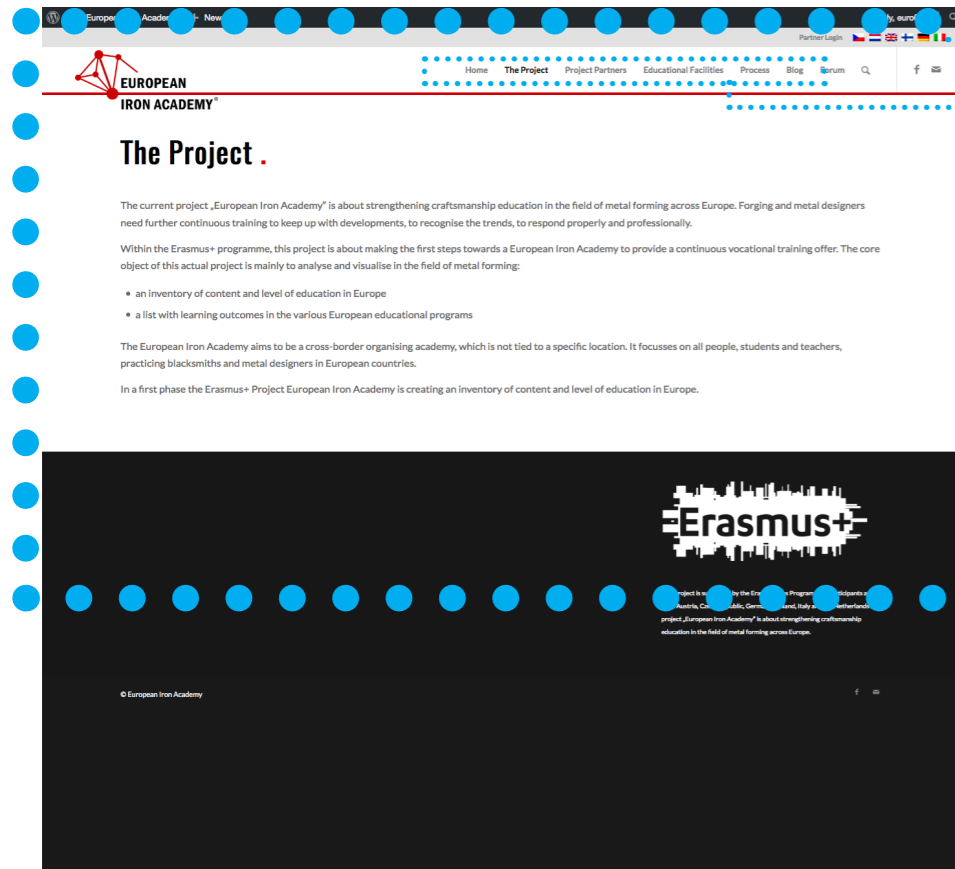 New
Partner Login
EUROPEAN
IRON ACADEMY®
Home The Project Project Partners Educational Facilities Process Blog Forum
The Project .
The current project „European Iron Academy“ is about strengthening craftsmanship education in the field of metal forming across Europe. Forging and metal designers
need further continuous training to keep up with developments, to recognise the trends, to respond properly and professionally.
Within the Erasmus+ programme, this project is about making the first steps towards a European Iron Academy to provide a continuous vocational training offer. The core
object of this actual project is mainly to analyse and visualise in the field of metal forming:
• an inventory of content and level of education in Europe
• a list with learning outcomes in the various European educational programs
The European Iron Academy aims to be a cross-border organising academy, which is not tied to a specific location. It focusses on all people, students and teachers,
practicing blacksmiths and metal designers in European countries.
In a first phase the Erasmus+ Project European Iron Academy is creating an inventory of content and level of education in Europe.
Erasmus+
project is by the
Austria, Italy Netherlands
project „European Iron Academy“ is about strengthening craftsmanship
education in the field of metal forming across Europe.
© European Iron Academy